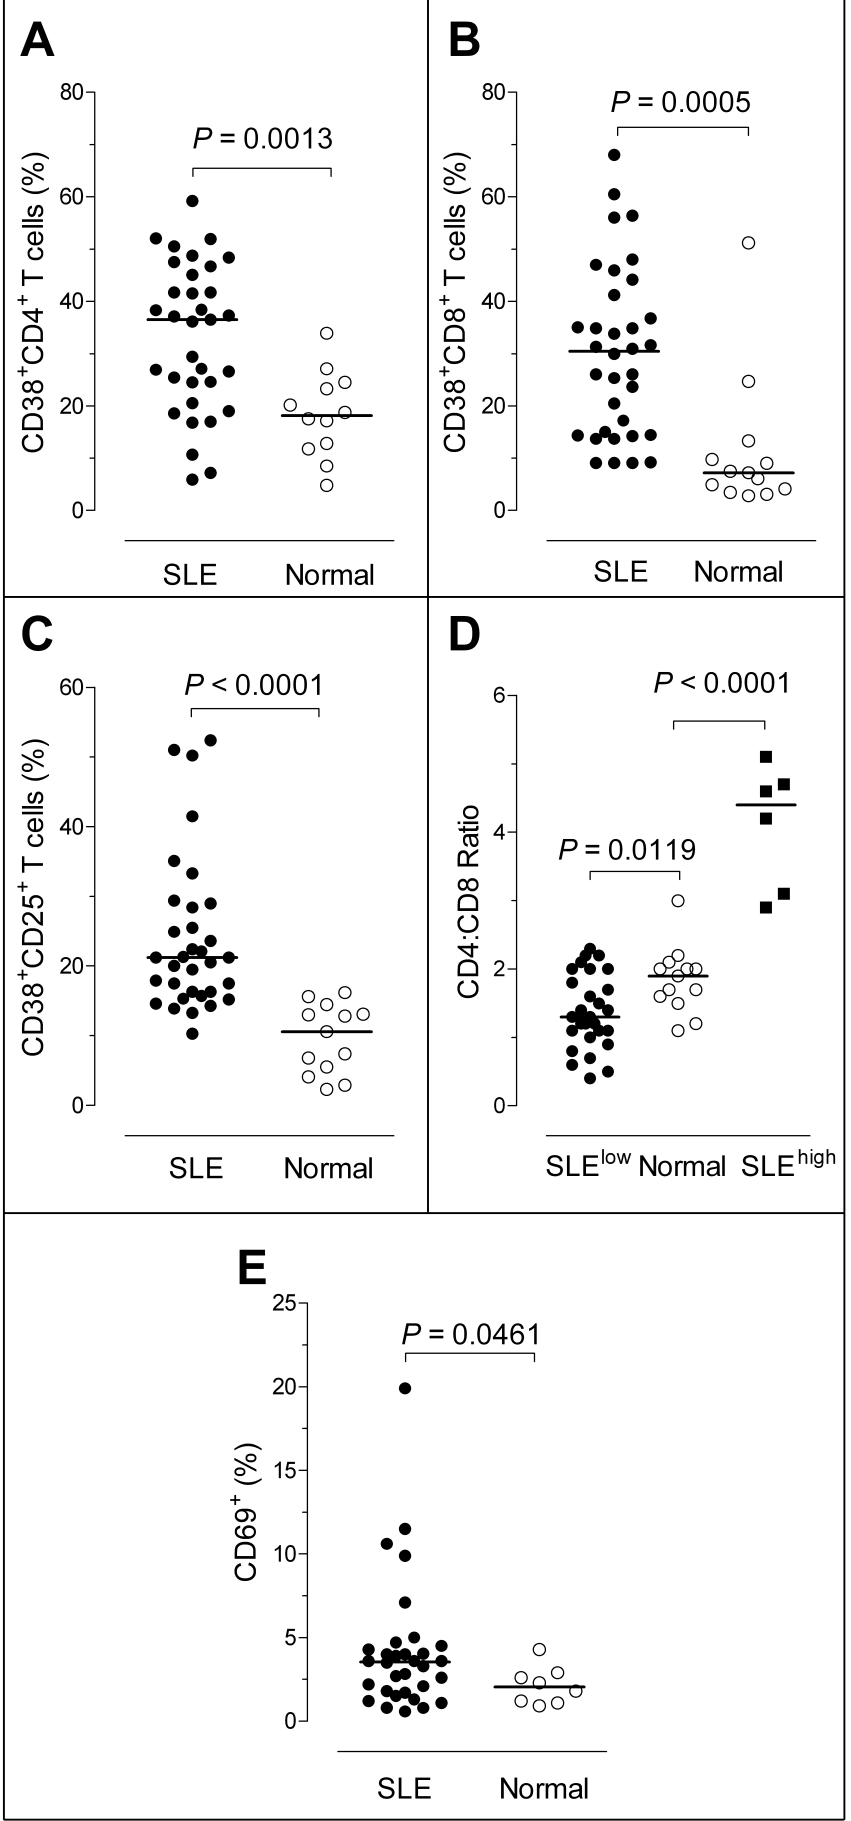 A
80
60
40
20
0
CD38⁺CD4⁺ T cells (%)
P = 0.0013
SLE Normal
B
80
60
40
20
0
CD38⁺CD8⁺ T cells (%)
P = 0.0005
SLE Normal
C
60
40
20
0
CD38⁺CD25⁺ T cells (%)
P < 0.0001
SLE Normal
D
6
4
2
0
CD4:CD8 Ratio
P < 0.0001
P = 0.0119
SLElow Normal SLEhigh
E
25
20
15
10
5
0
CD69⁺ (%)
P = 0.0461
SLE Normal